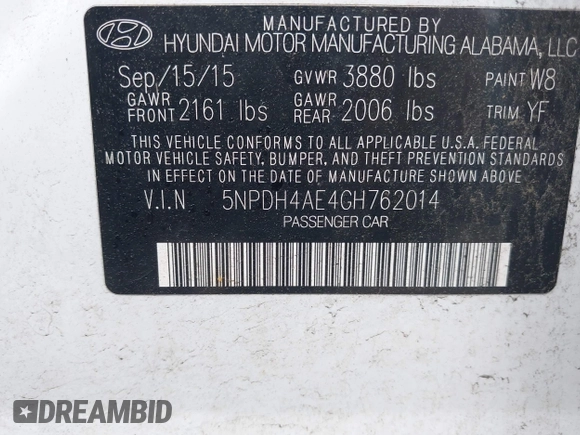 MANUFACTURED BY
HYUNDAI MOTOR MANUFACTURING ALABAMA, LLC
Sep/15/15 GVWR 3880 lbs PAINT W8
GAWR FRONT 2161 lbs GAWR REAR 2006 lbs TRIM YF
THIS VEHICLE CONFORMS TO ALL APPLICABLE U.S.A. FEDERAL
MOTOR VEHICLE SAFETY, BUMPER, AND THEFT PREVENTION STANDARDS
IN EFFECT ON THE DATE OF MANUFACTURE SHOWN ABOVE
V.I.N 5NPDH4AE4GH762014
PASSENGER CAR
DREAMBID